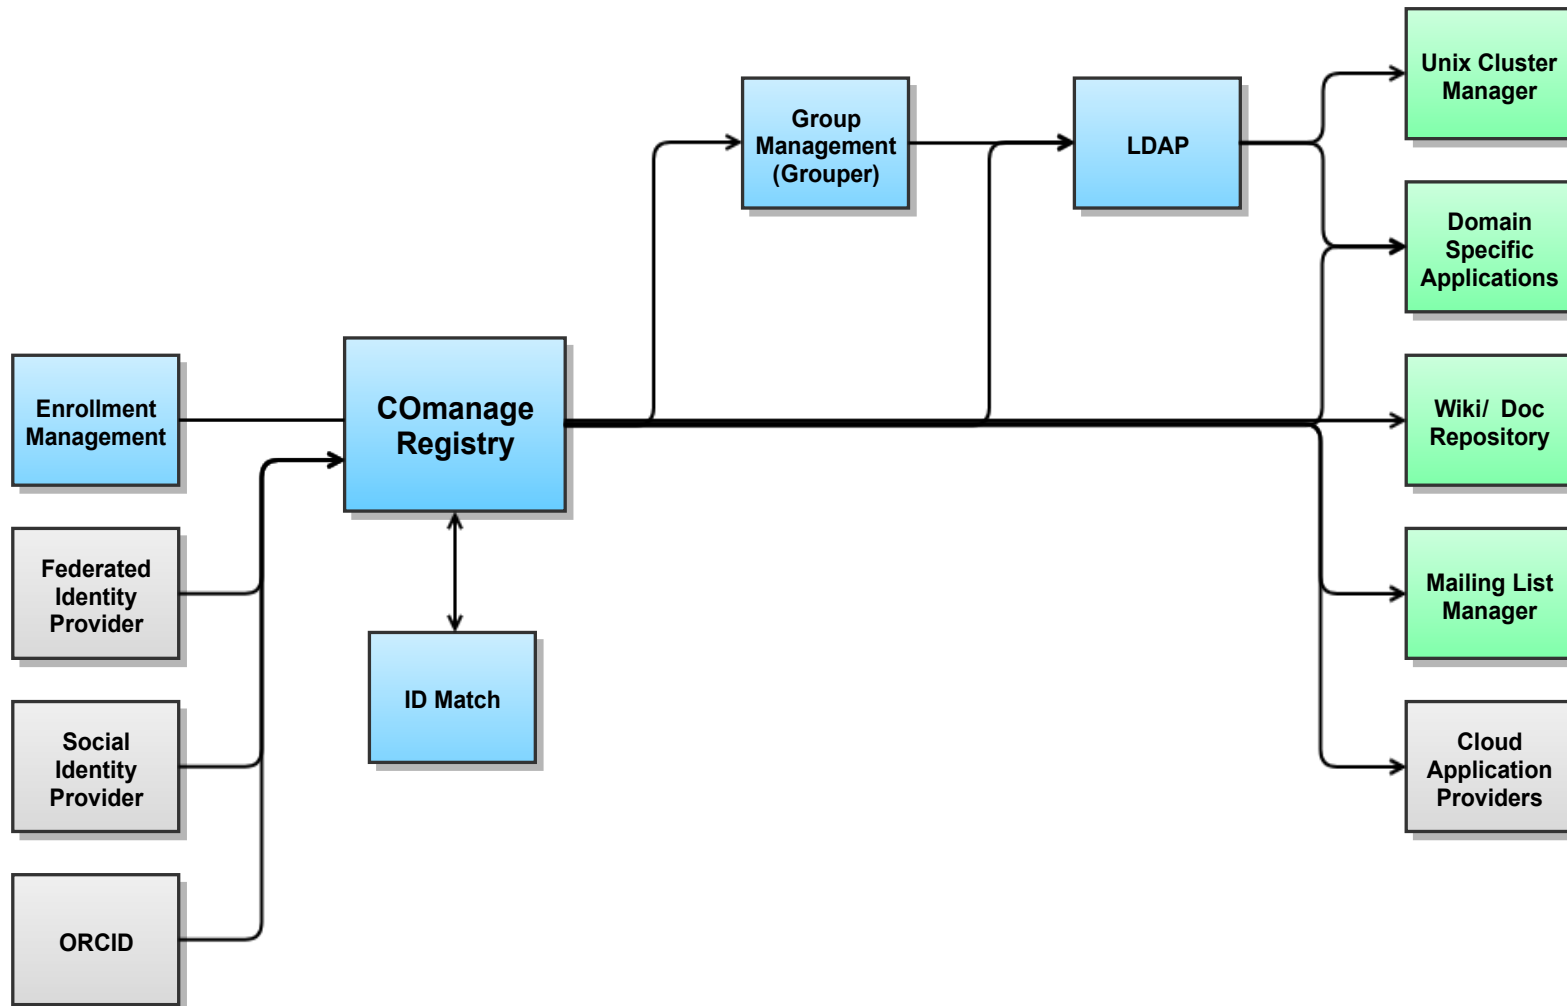 Unix Cluster
Manager
Group
Management
(Grouper)
LDAP
Domain
Specific
Applications
Enrollment
Management
COmanage
Registry
Wiki/ Doc
Repository
Federated
Identity
Provider
ID Match
Mailing List
Manager
Social
Identity
Provider
Cloud
Application
Providers
ORCID